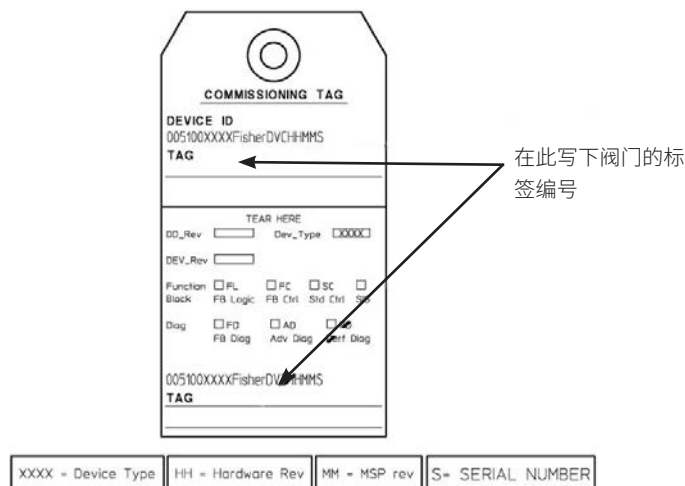 COMMISSIONING TAG
DEVICE ID
005100XXXXFisherDVCHHMMS
TAG
在此写下阀门的标
签编号
TEAR HERE
DD_Rev Dev_Type XXXX
DEV_Rev
Function FL FC SC
Block FB Logic FB Ctrl Std Ctrl SIS
Diag FD AD
FB Diag Adv Diag Perf Diag
005100XXXXFisherDVCHHMMS
TAG
XXXX - Device Type HH - Hardware Rev MM - MSP rev S= SERIAL NUMBER